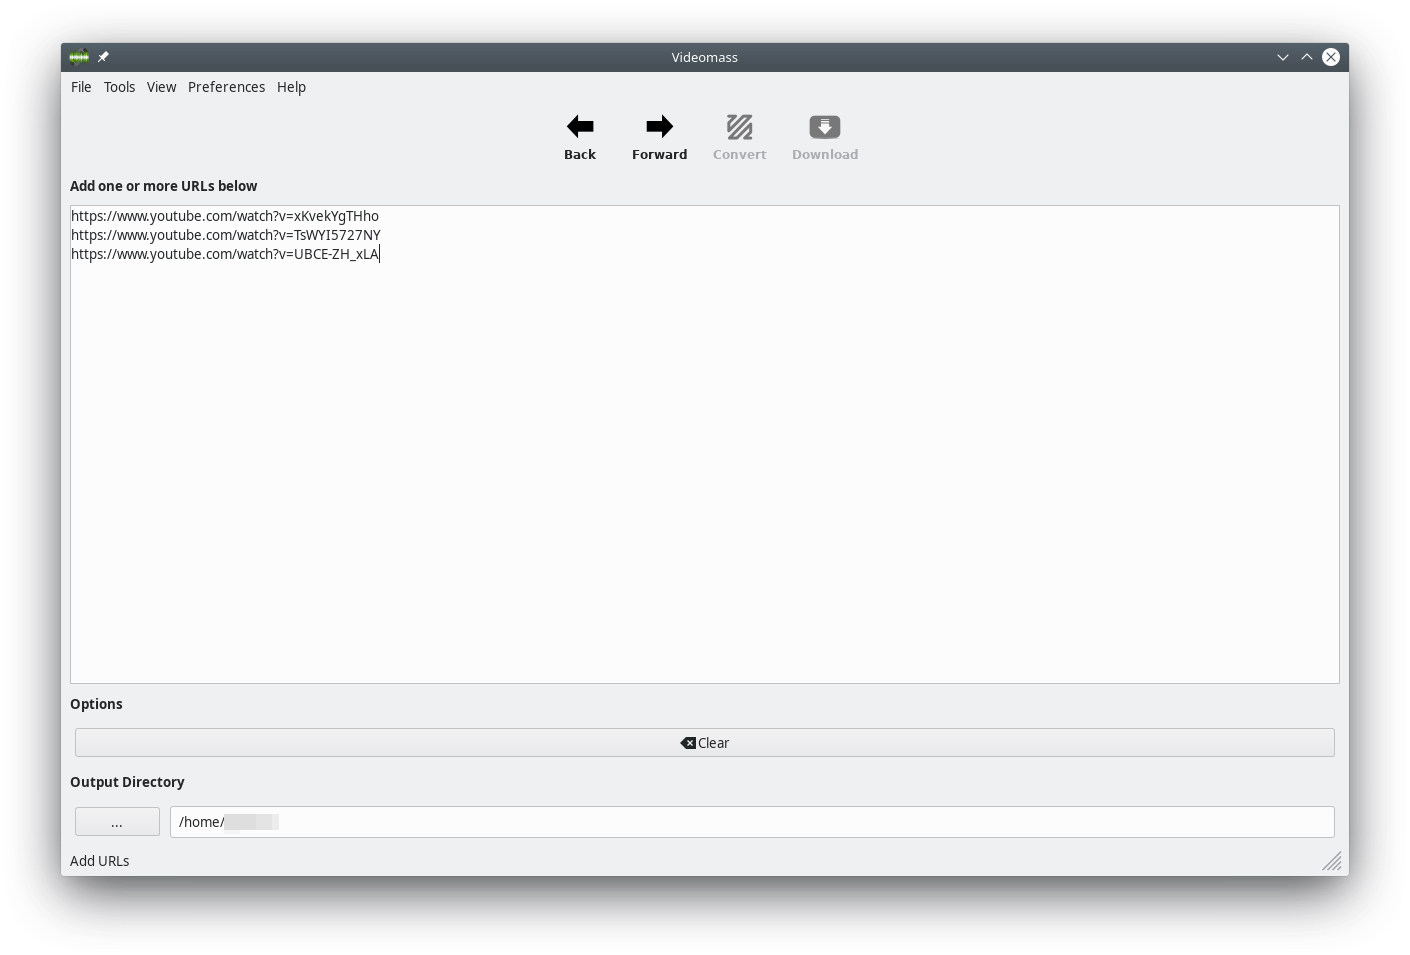 Videomass
File Tools View Preferences Help
Back Forward Convert Download
Add one or more URLs below
https://www.youtube.com/watch?v=xKvekYgTHho
https://www.youtube.com/watch?v=TsWYI5727NY
https://www.youtube.com/watch?v=UBCE-ZH_xLA
Options
Clear
Output Directory
... /home/
Add URLs